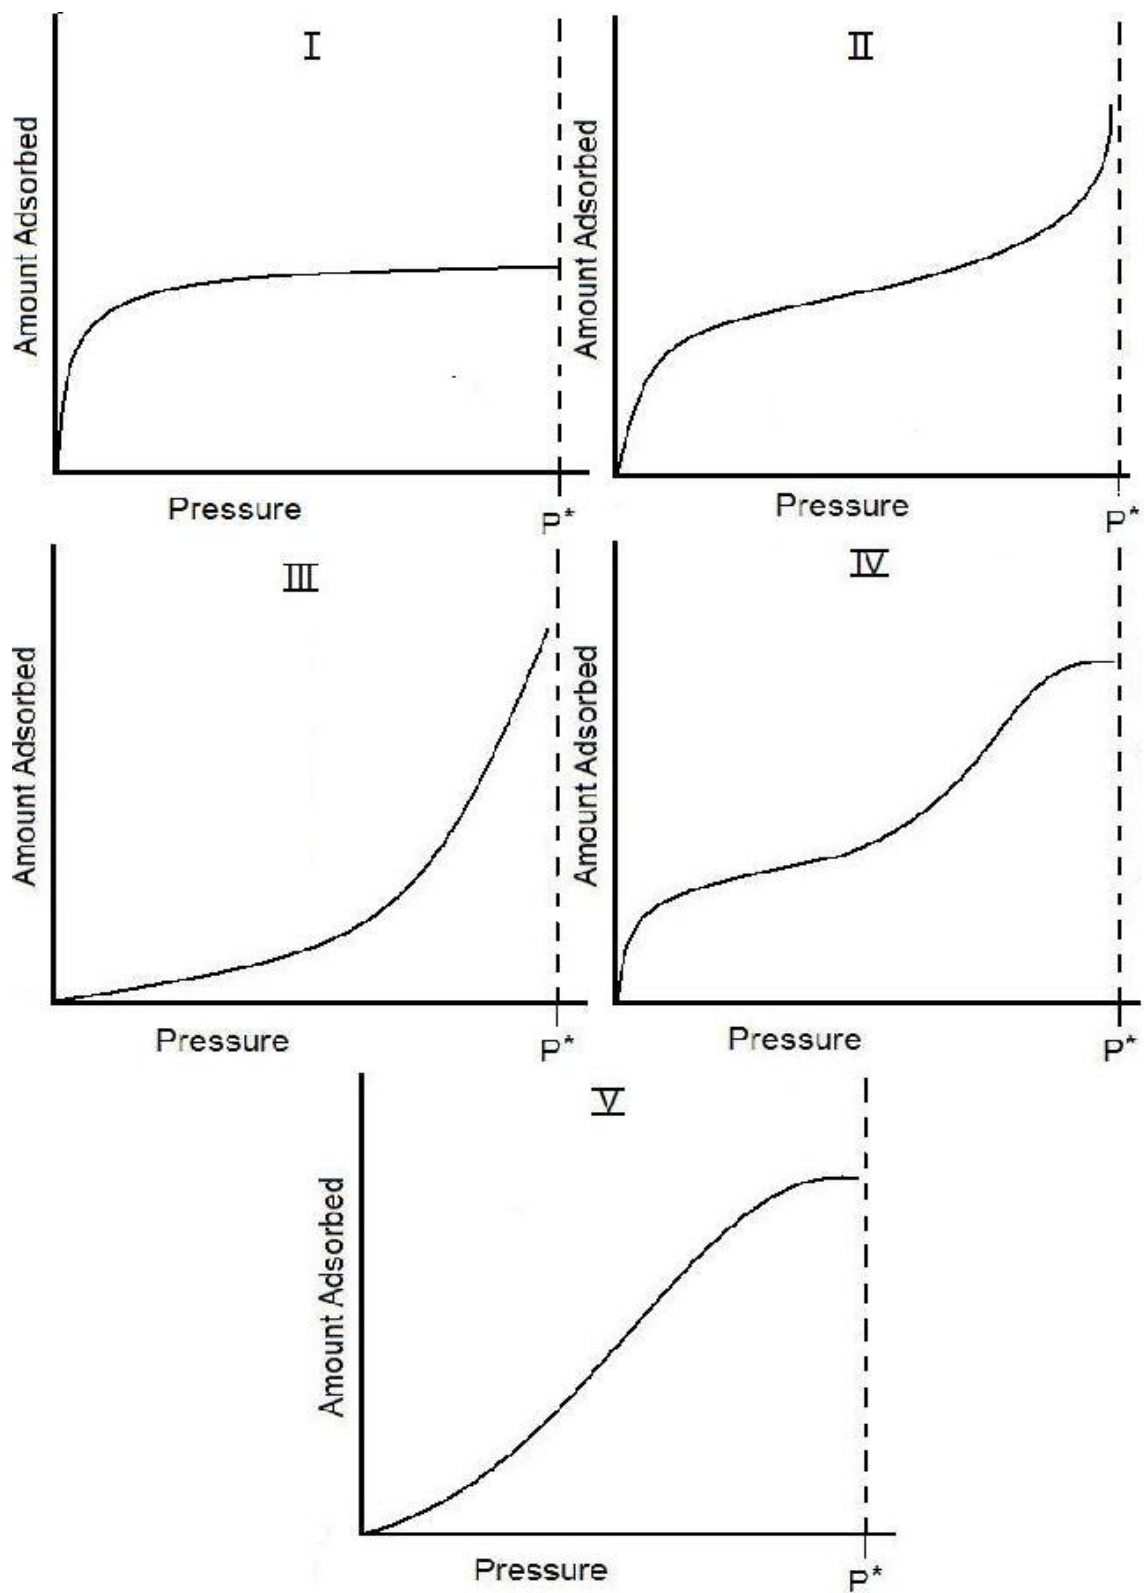 I
Amount Adsorbed
Pressure
P*
II
Amount Adsorbed
Pressure
P*
III
Amount Adsorbed
Pressure
P*
IV
Amount Adsorbed
Pressure
P*
V
Amount Adsorbed
Pressure
P*